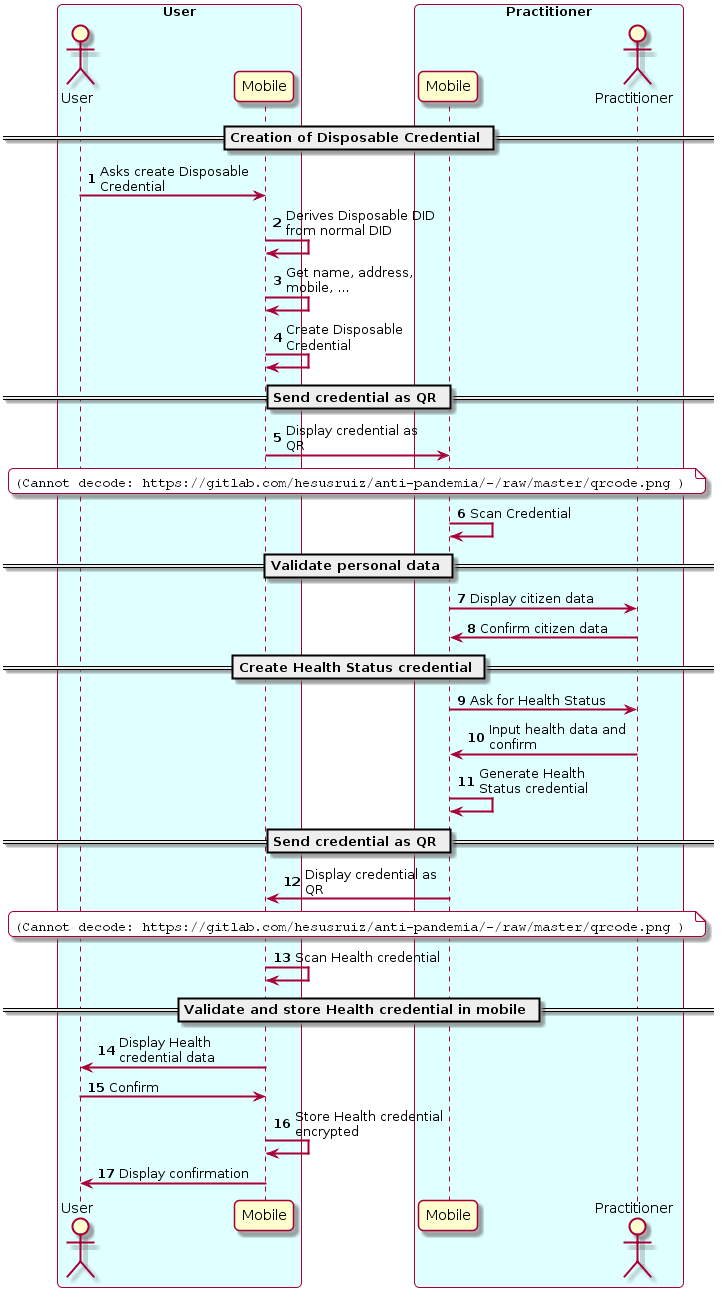 User
Practitioner
User
Mobile
Mobile
Practitioner
Creation of Disposable Credential
1 Asks create Disposable
Credential
2 Derives Disposable DID
from normal DID
3 Get name, address,
mobile, ...
4 Create Disposable
Credential
Send credential as QR
5 Display credential as
QR
(Cannot decode: https://gitlab.com/hesusruiz/anti-pandemia/-/raw/master/qrcode.png )
6 Scan Credential
Validate personal data
7 Display citizen data
8 Confirm citizen data
Create Health Status credential
9 Ask for Health Status
10 Input health data and
confirm
11 Generate Health
Status credential
Send credential as QR
12 Display credential as
QR
(Cannot decode: https://gitlab.com/hesusruiz/anti-pandemia/-/raw/master/qrcode.png )
13 Scan Health credential
Validate and store Health credential in mobile
14 Display Health
credential data
15 Confirm
16 Store Health credential
encrypted
17 Display confirmation
User
Mobile
Mobile
Practitioner